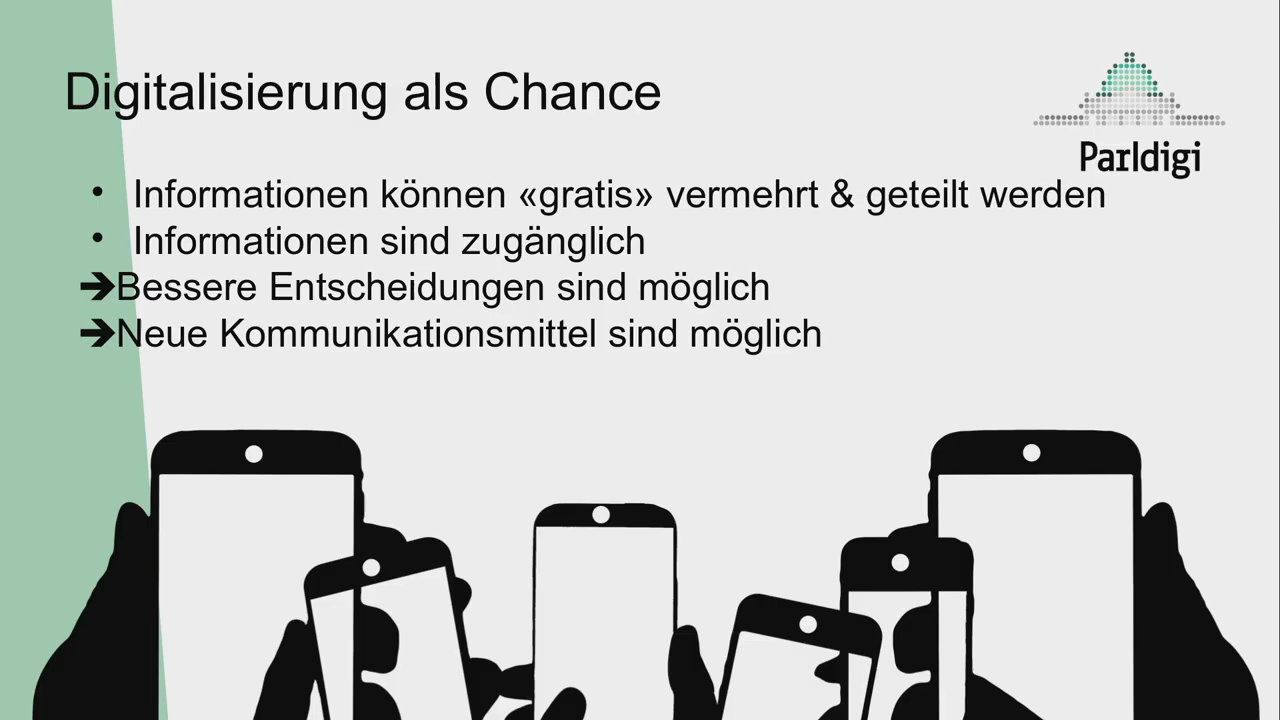 Digitalisierung als Chance
Parldigi
• Informationen können «gratis» vermehrt & geteilt werden
• Informationen sind zugänglich
➔Bessere Entscheidungen sind möglich
➔Neue Kommunikationsmittel sind möglich